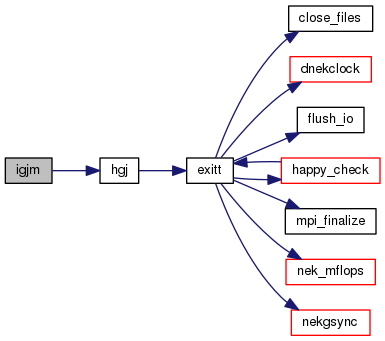 close_files
dnekclock
flush_io
igjm
hgj
exitt
happy_check
mpi_finalize
nek_mflops
nekgsync